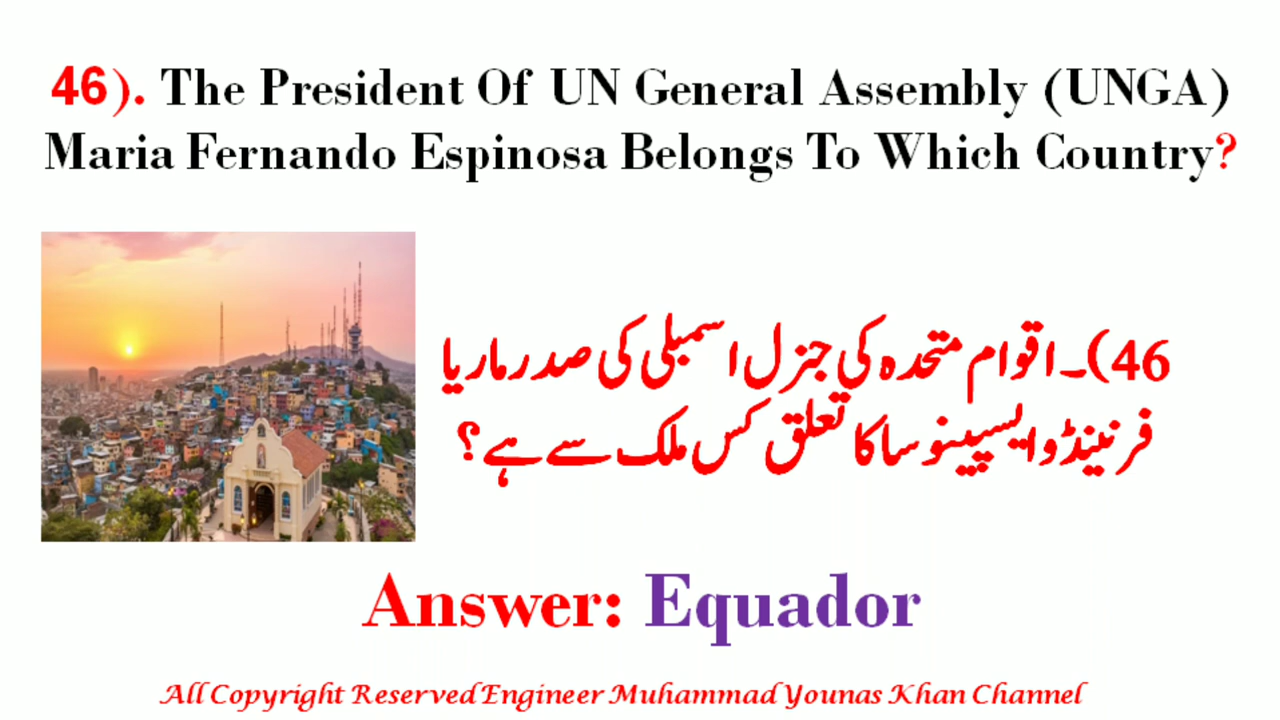 46). The President Of UN General Assembly (UNGA)
Maria Fernando Espinosa Belongs To Which Country?
46)۔اقوام متحدہ کی جنرل اسمبلی کی صدر ماریا
فرنینڈو ایسپینوسا کا تعلق کس ملک سے ہے؟
Answer: Equador
All Copyright Reserved Engineer Muhammad Younas Khan Channel